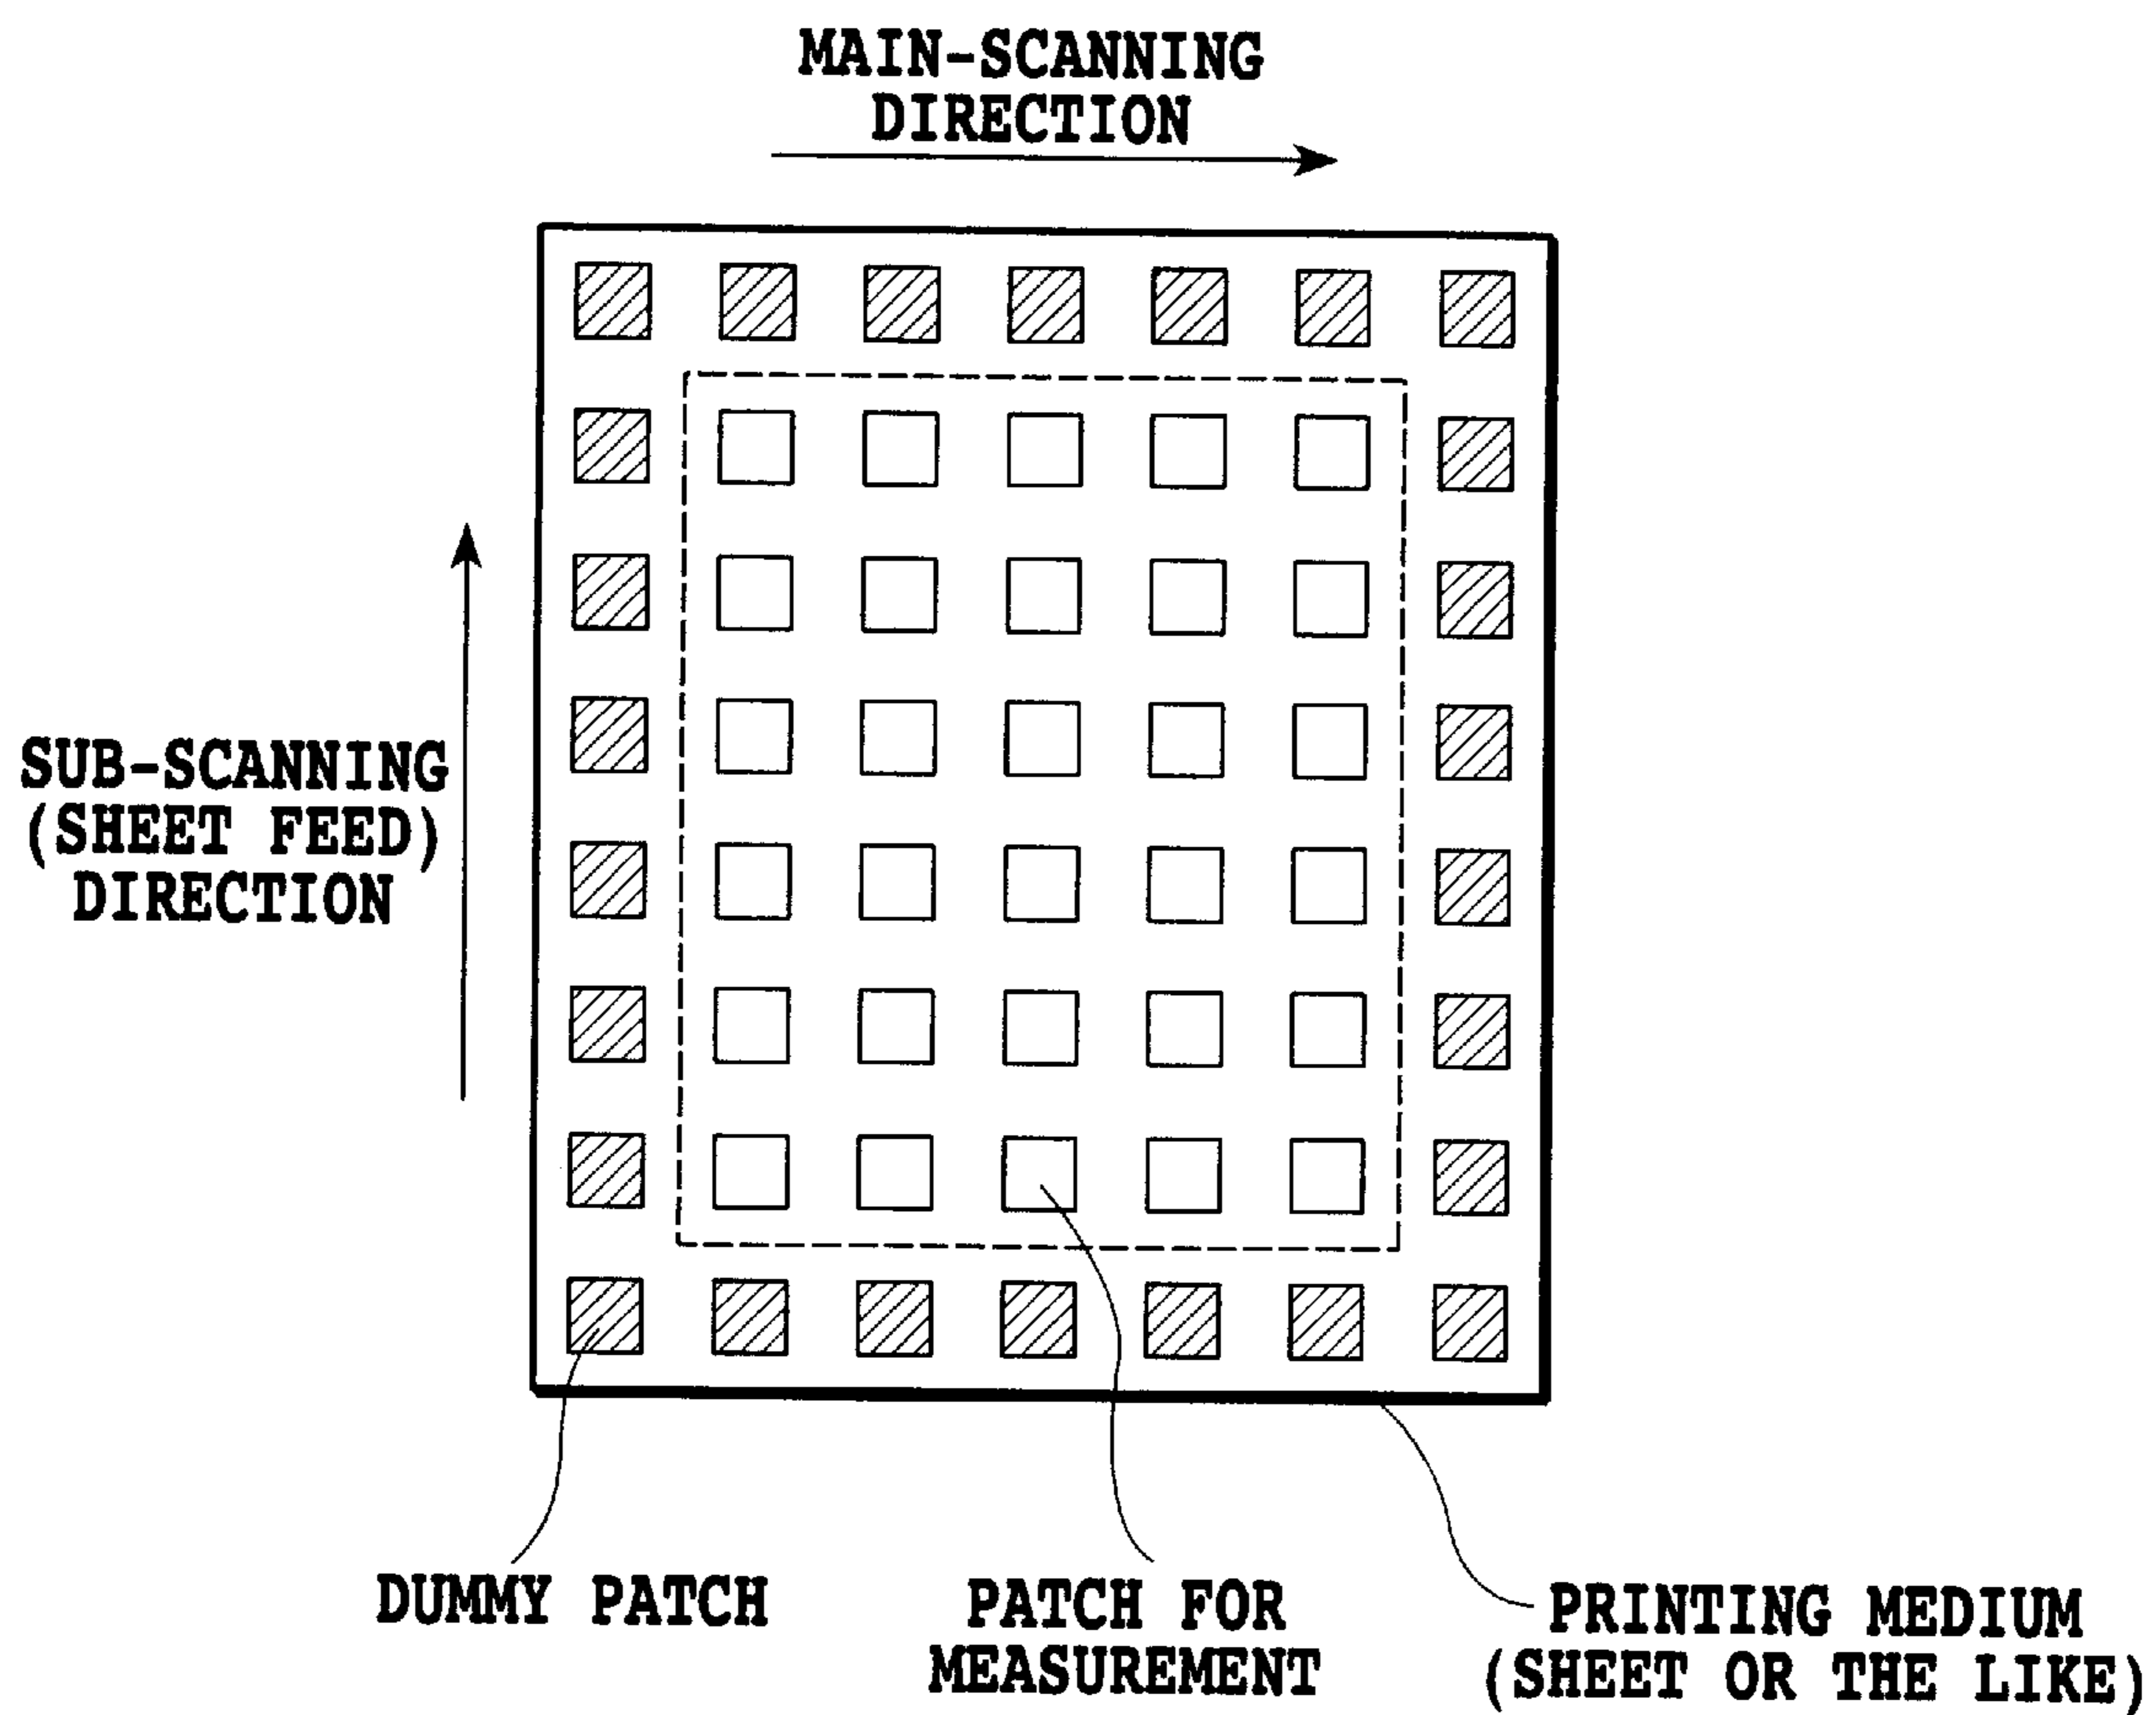 MAIN-SCANNING
DIRECTION
SUB-SCANNING
(SHEET FEED)
DIRECTION
DUMMY PATCH
PATCH FOR
MEASUREMENT
PRINTING MEDIUM
(SHEET OR THE LIKE)